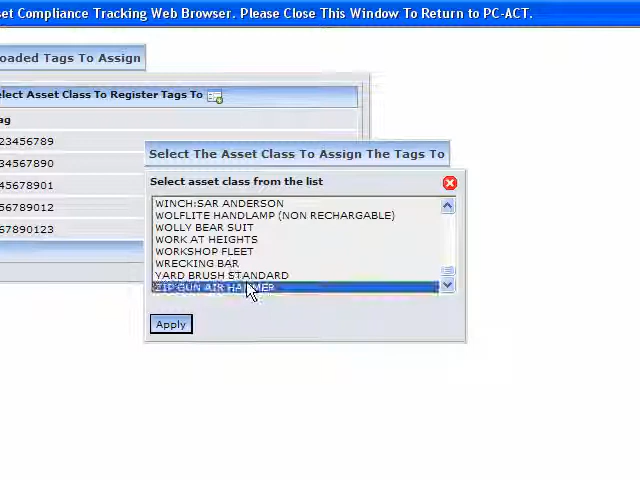 set Compliance Tracking Web Browser. Please Close This Window To Return to PC-ACT.
oaded Tags To Assign
elect Asset Class To Register Tags To
ag
23456789
34567890
45678901
56789012
67890123
Select The Asset Class To Assign The Tags To
Select asset class from the list
WINCH:SAR ANDERSON
WOLFLITE HANDLAMP (NON RECHARGABLE)
WOLLY BEAR SUIT
WORK AT HEIGHTS
WORKSHOP FLEET
WRECKING BAR
YARD BRUSH STANDARD
ZIP GUN AIR HAMMER
Apply